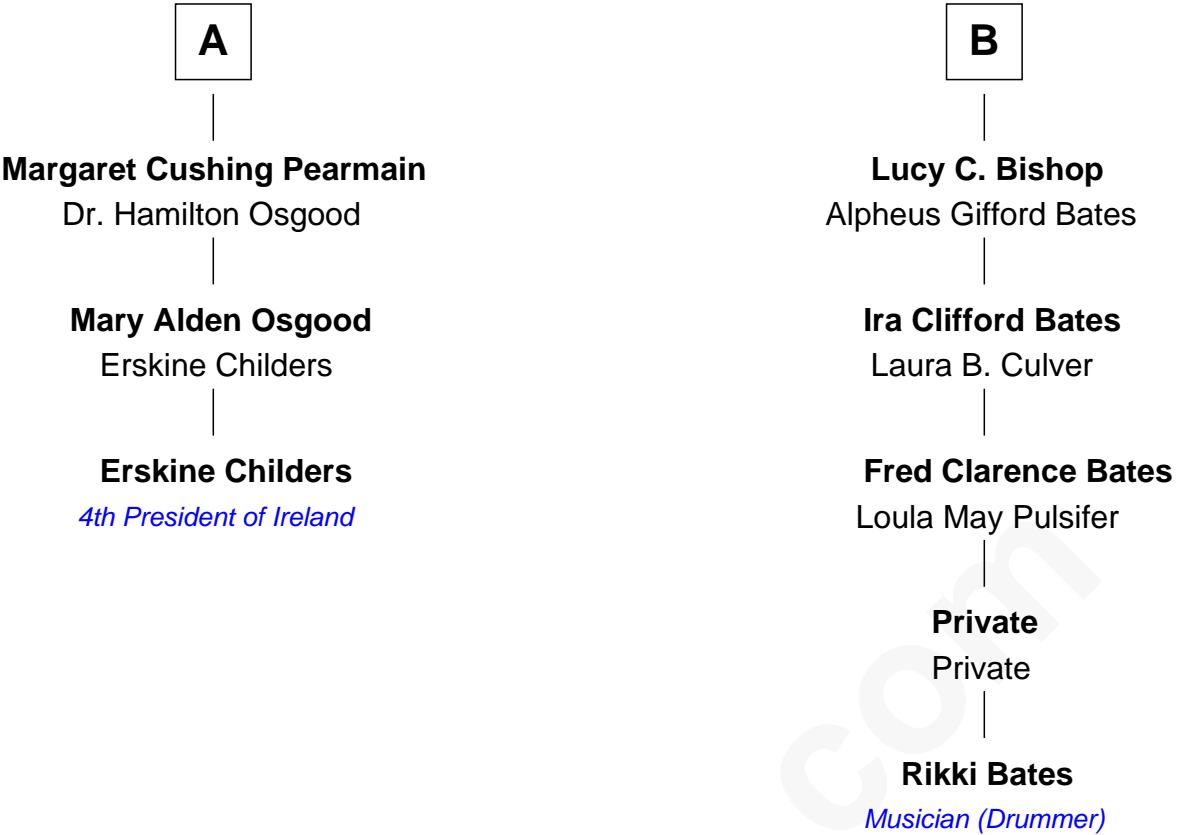 A
Margaret Cushing Pearmain
Dr. Hamilton Osgood
Mary Alden Osgood
Erskine Childers
Erskine Childers
4th President of Ireland
B
Lucy C. Bishop
Alpheus Gifford Bates
Ira Clifford Bates
Laura B. Culver
Fred Clarence Bates
Loula May Pulsifer
Private
Private
Rikki Bates
Musician (Drummer)
com